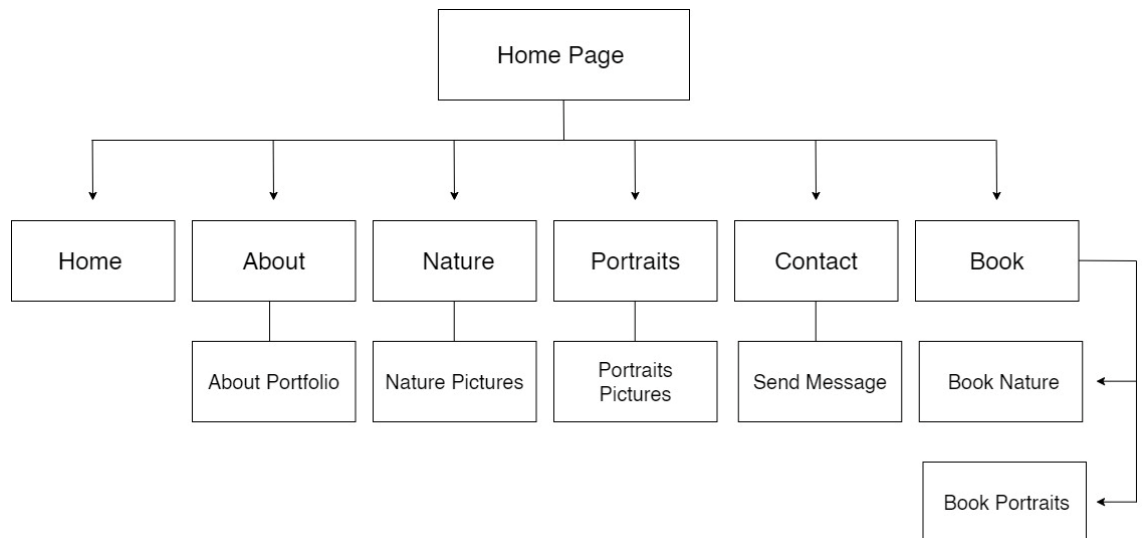 Home Page
Home
About
Nature
Portraits
Contact
Book
About Portfolio
Nature Pictures
Portraits
Pictures
Send Message
Book Nature
Book Portraits